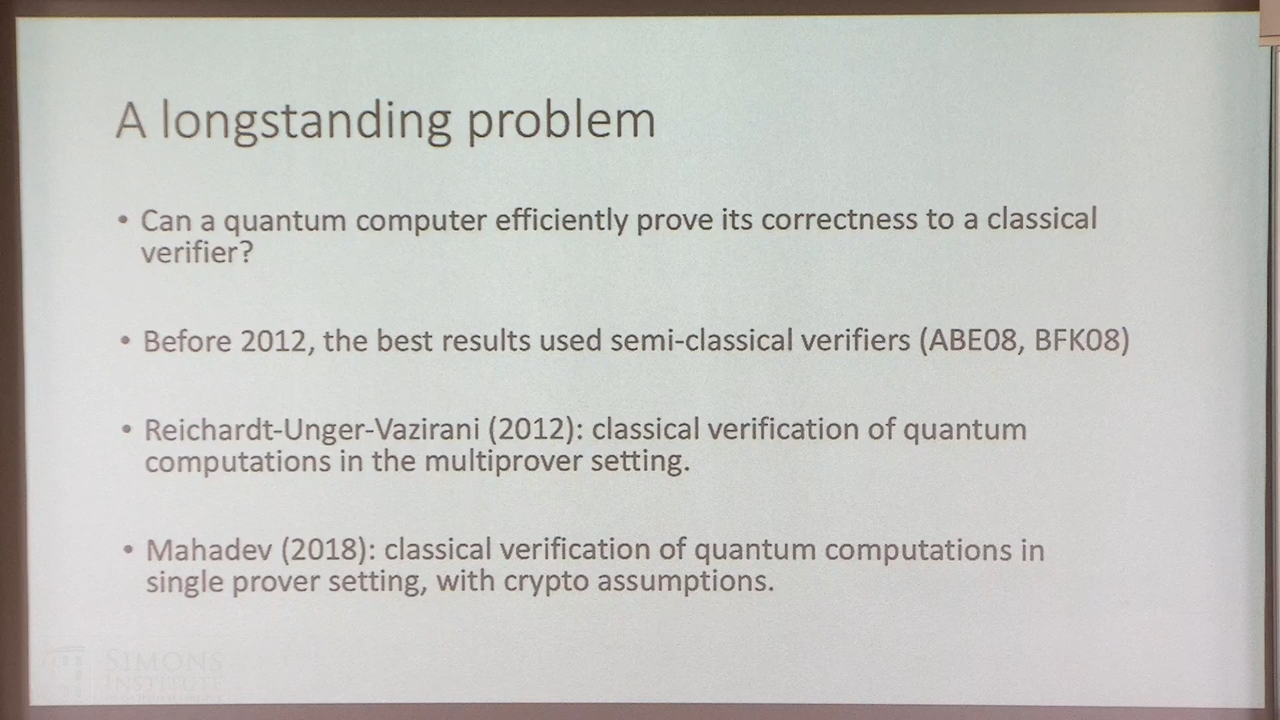 A longstanding problem
• Can a quantum computer efficiently prove its correctness to a classical
verifier?
• Before 2012, the best results used semi-classical verifiers (ABE08, BFK08)
• Reichardt-Unger-Vazirani (2012): classical verification of quantum
computations in the multiprover setting.
• Mahadev (2018): classical verification of quantum computations in
single prover setting, with crypto assumptions.
SIMONS
INSTITUTE